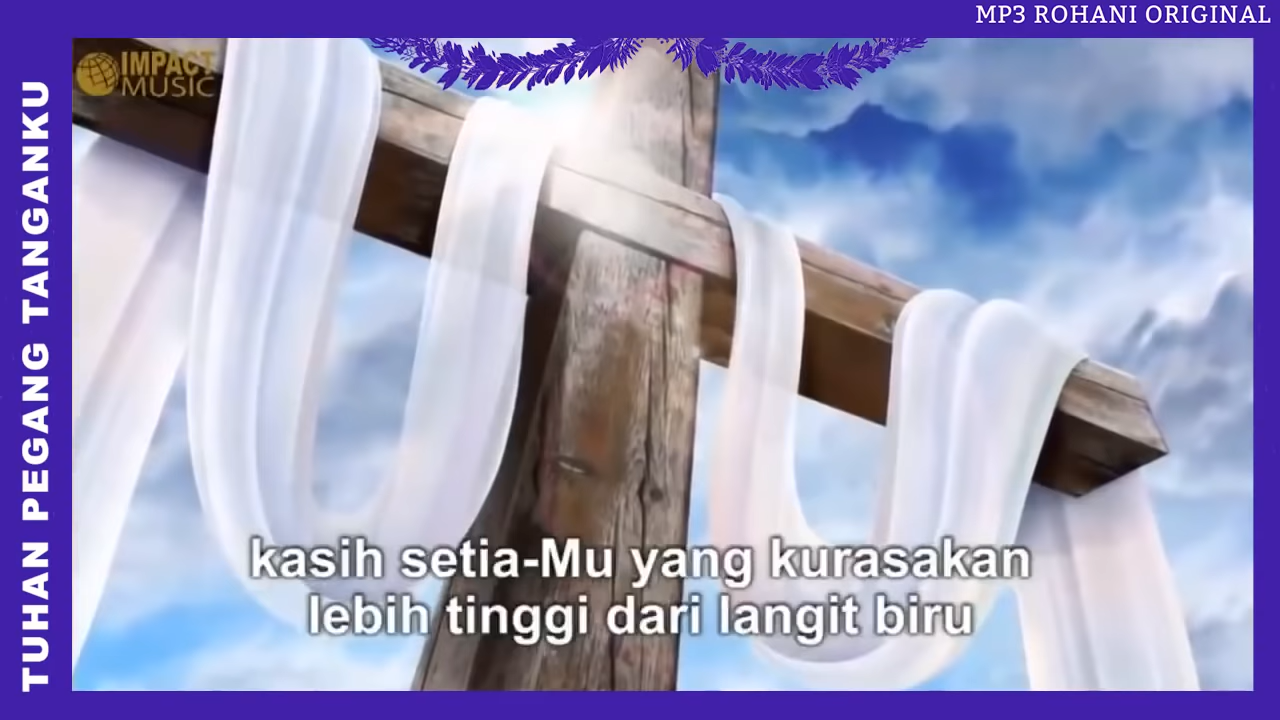 MP3 ROHANI ORIGINAL
IMPACT
MUSIC
TUHAN PEGANG TANGANKU
kasih setia-Mu yang kurasakan
lebih tinggi dari langit biru